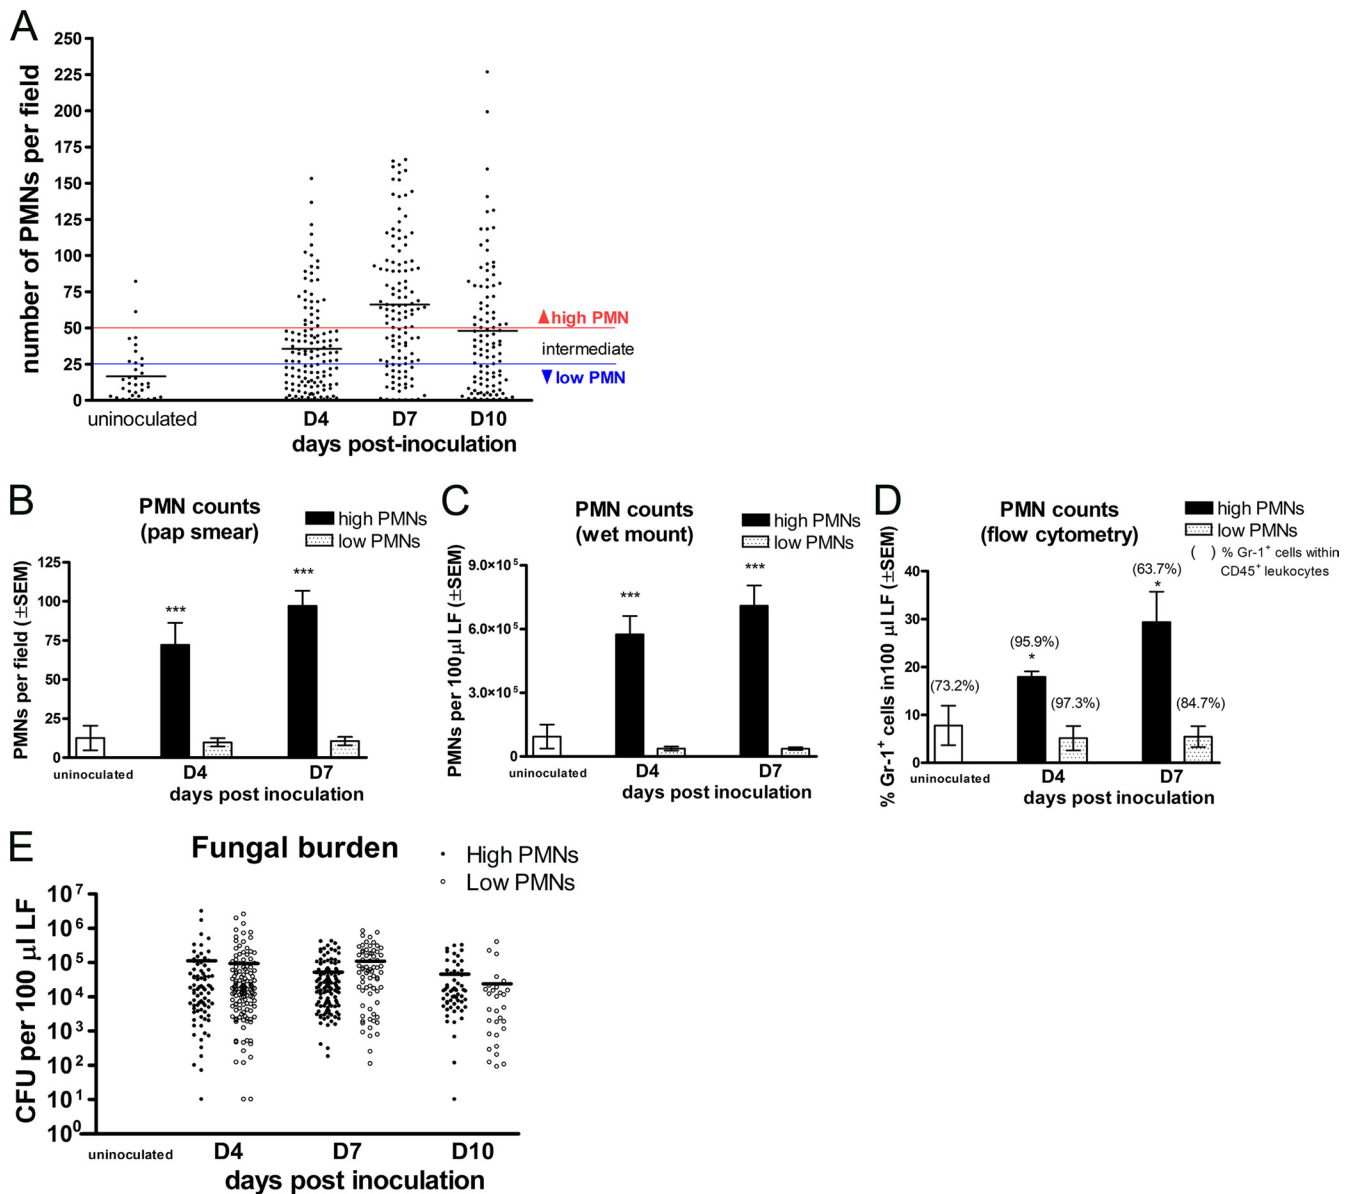 A
number of PMNs per field
250
225
200
175
150
125
100
75
50
25
0
high PMN
intermediate
low PMN
uninoculated
D4
D7
D10
days post-inoculation
B
PMN counts
(pap smear)
high PMNs
low PMNs
PMNs per field (±SEM)
125
100
75
50
25
0
***
***
uninoculated
D4
D7
days post inoculation
C
PMN counts
(wet mount)
high PMNs
low PMNs
PMNs per 100 µl LF (±SEM)
9.0×10⁵
6.0×10⁵
3.0×10⁵
0
***
***
uninoculated
D4
D7
days post inoculation
D
PMN counts
(flow cytometry)
high PMNs
low PMNs
( ) % Gr-1⁺ cells within
CD45⁺ leukocytes
% Gr-1⁺ cells in100 µl LF (±SEM)
40
30
20
10
0
(73.2%)
(95.9%)
*
(97.3%)
(63.7%)
*
(84.7%)
uninoculated
D4
D7
days post inoculation
E
Fungal burden
High PMNs
Low PMNs
CFU per 100 µl LF
10⁷
10⁶
10⁵
10⁴
10³
10²
10¹
10⁰
uninoculated
D4
D7
D10
days post inoculation